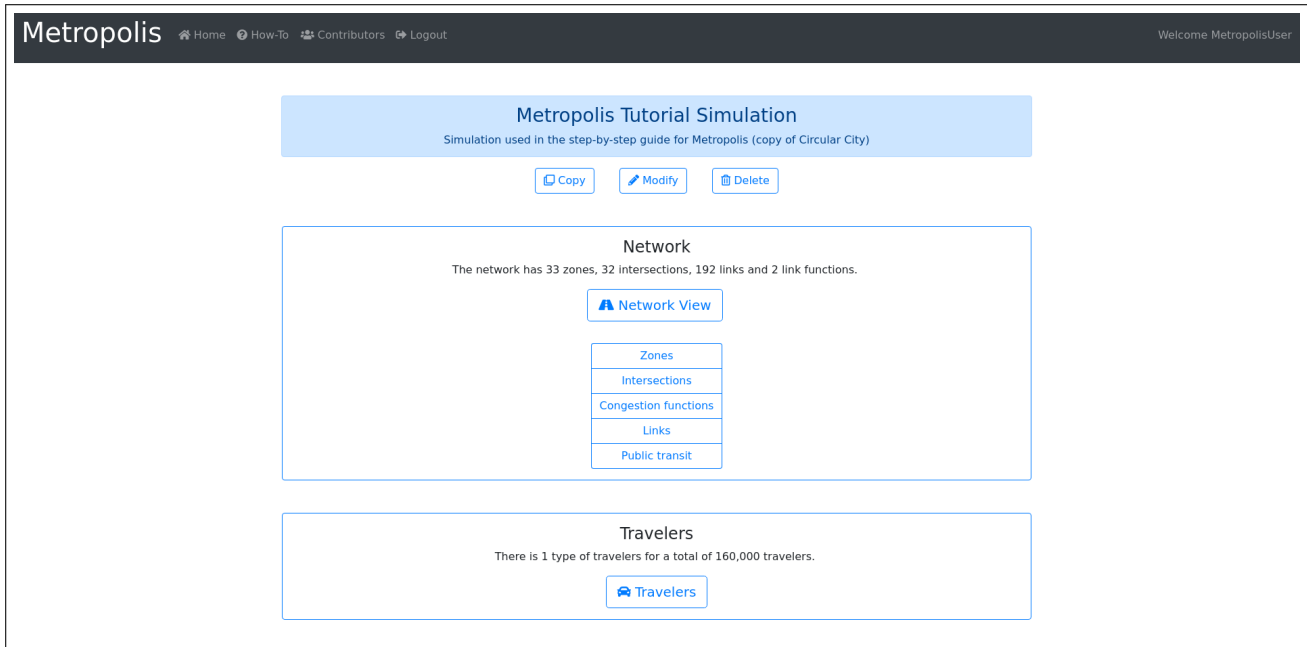 Metropolis Home How-To Contributors Logout Welcome MetropolisUser
Metropolis Tutorial Simulation
Simulation used in the step-by-step guide for Metropolis (copy of Circular City)
Copy Modify Delete
Network
The network has 33 zones, 32 intersections, 192 links and 2 link functions.
Network View
Zones
Intersections
Congestion functions
Links
Public transit
Travelers
There is 1 type of travelers for a total of 160,000 travelers.
Travelers